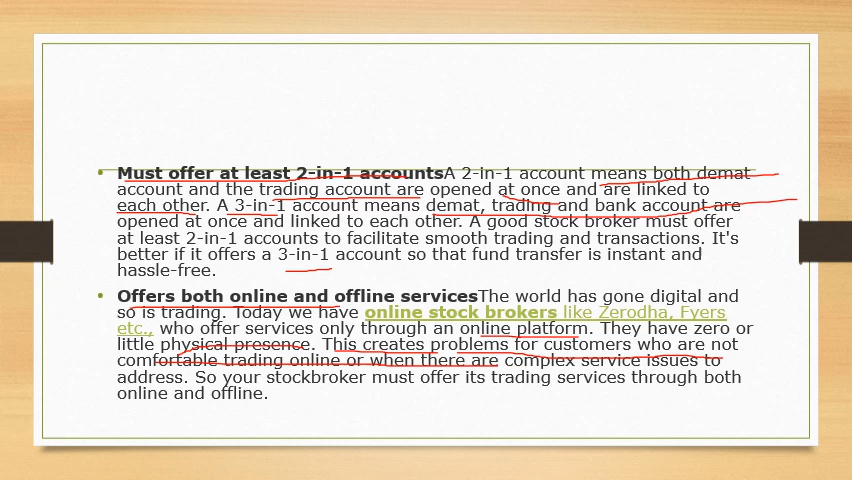 • Must offer at least 2-in-1 accountsA 2-in-1 account means both demat
account and the trading account are opened at once and are linked to
each other. A 3-in-1 account means demat, trading and bank account are
opened at once and linked to each other. A good stock broker must offer
at least 2-in-1 accounts to facilitate smooth trading and transactions. It's
better if it offers a 3-in-1 account so that fund transfer is instant and
hassle-free.
• Offers both online and offline servicesThe world has gone digital and
so is trading. Today we have online stock brokers like Zerodha, Fyers
etc., who offer services only through an online platform. They have zero or
little physical presence. This creates problems for customers who are not
comfortable trading online or when there are complex service issues to
address. So your stockbroker must offer its trading services through both
online and offline.